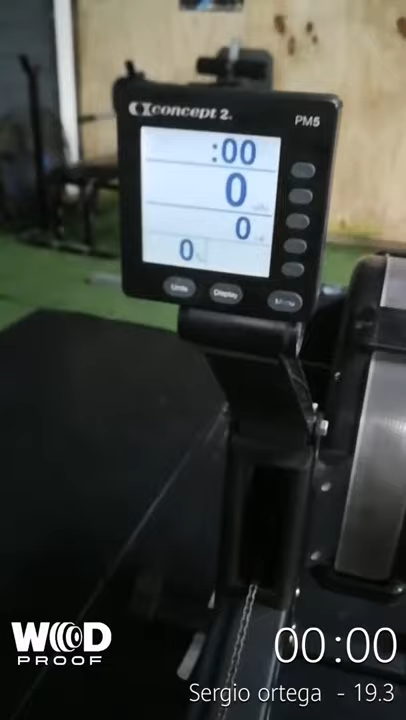 concept 2.
PM5
:00
0
0
0
Units
Display
Menu
WOD
PROOF
00:00
Sergio ortega - 19.3